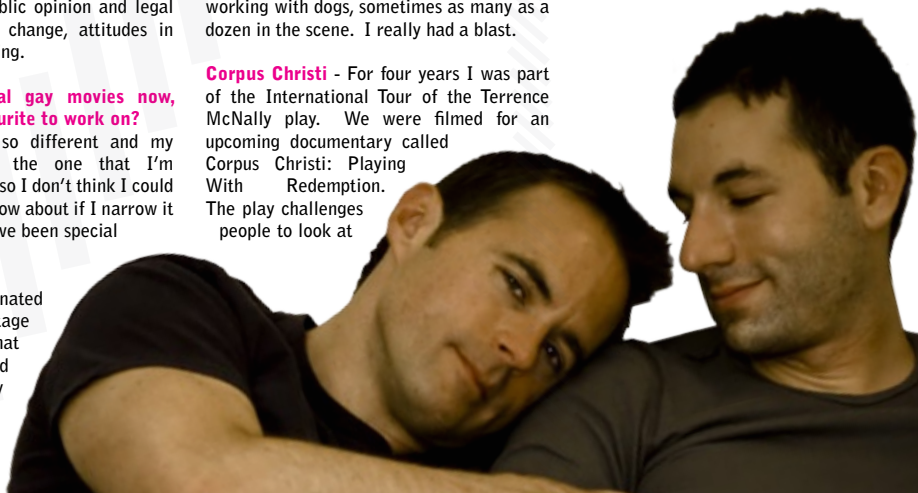 blic opinion and legal
change, attitudes in
ng.
al gay movies now,
urite to work on?
so different and my
the one that I'm
so I don't think I could
ow about if I narrow it
ve been special
nated
age
hat
d
y
working with dogs, sometimes as many as a
dozen in the scene. I really had a blast.
Corpus Christi - For four years I was part
of the International Tour of the Terrence
McNally play. We were filmed for an
upcoming documentary called
Corpus Christi: Playing
With Redemption.
The play challenges
people to look at